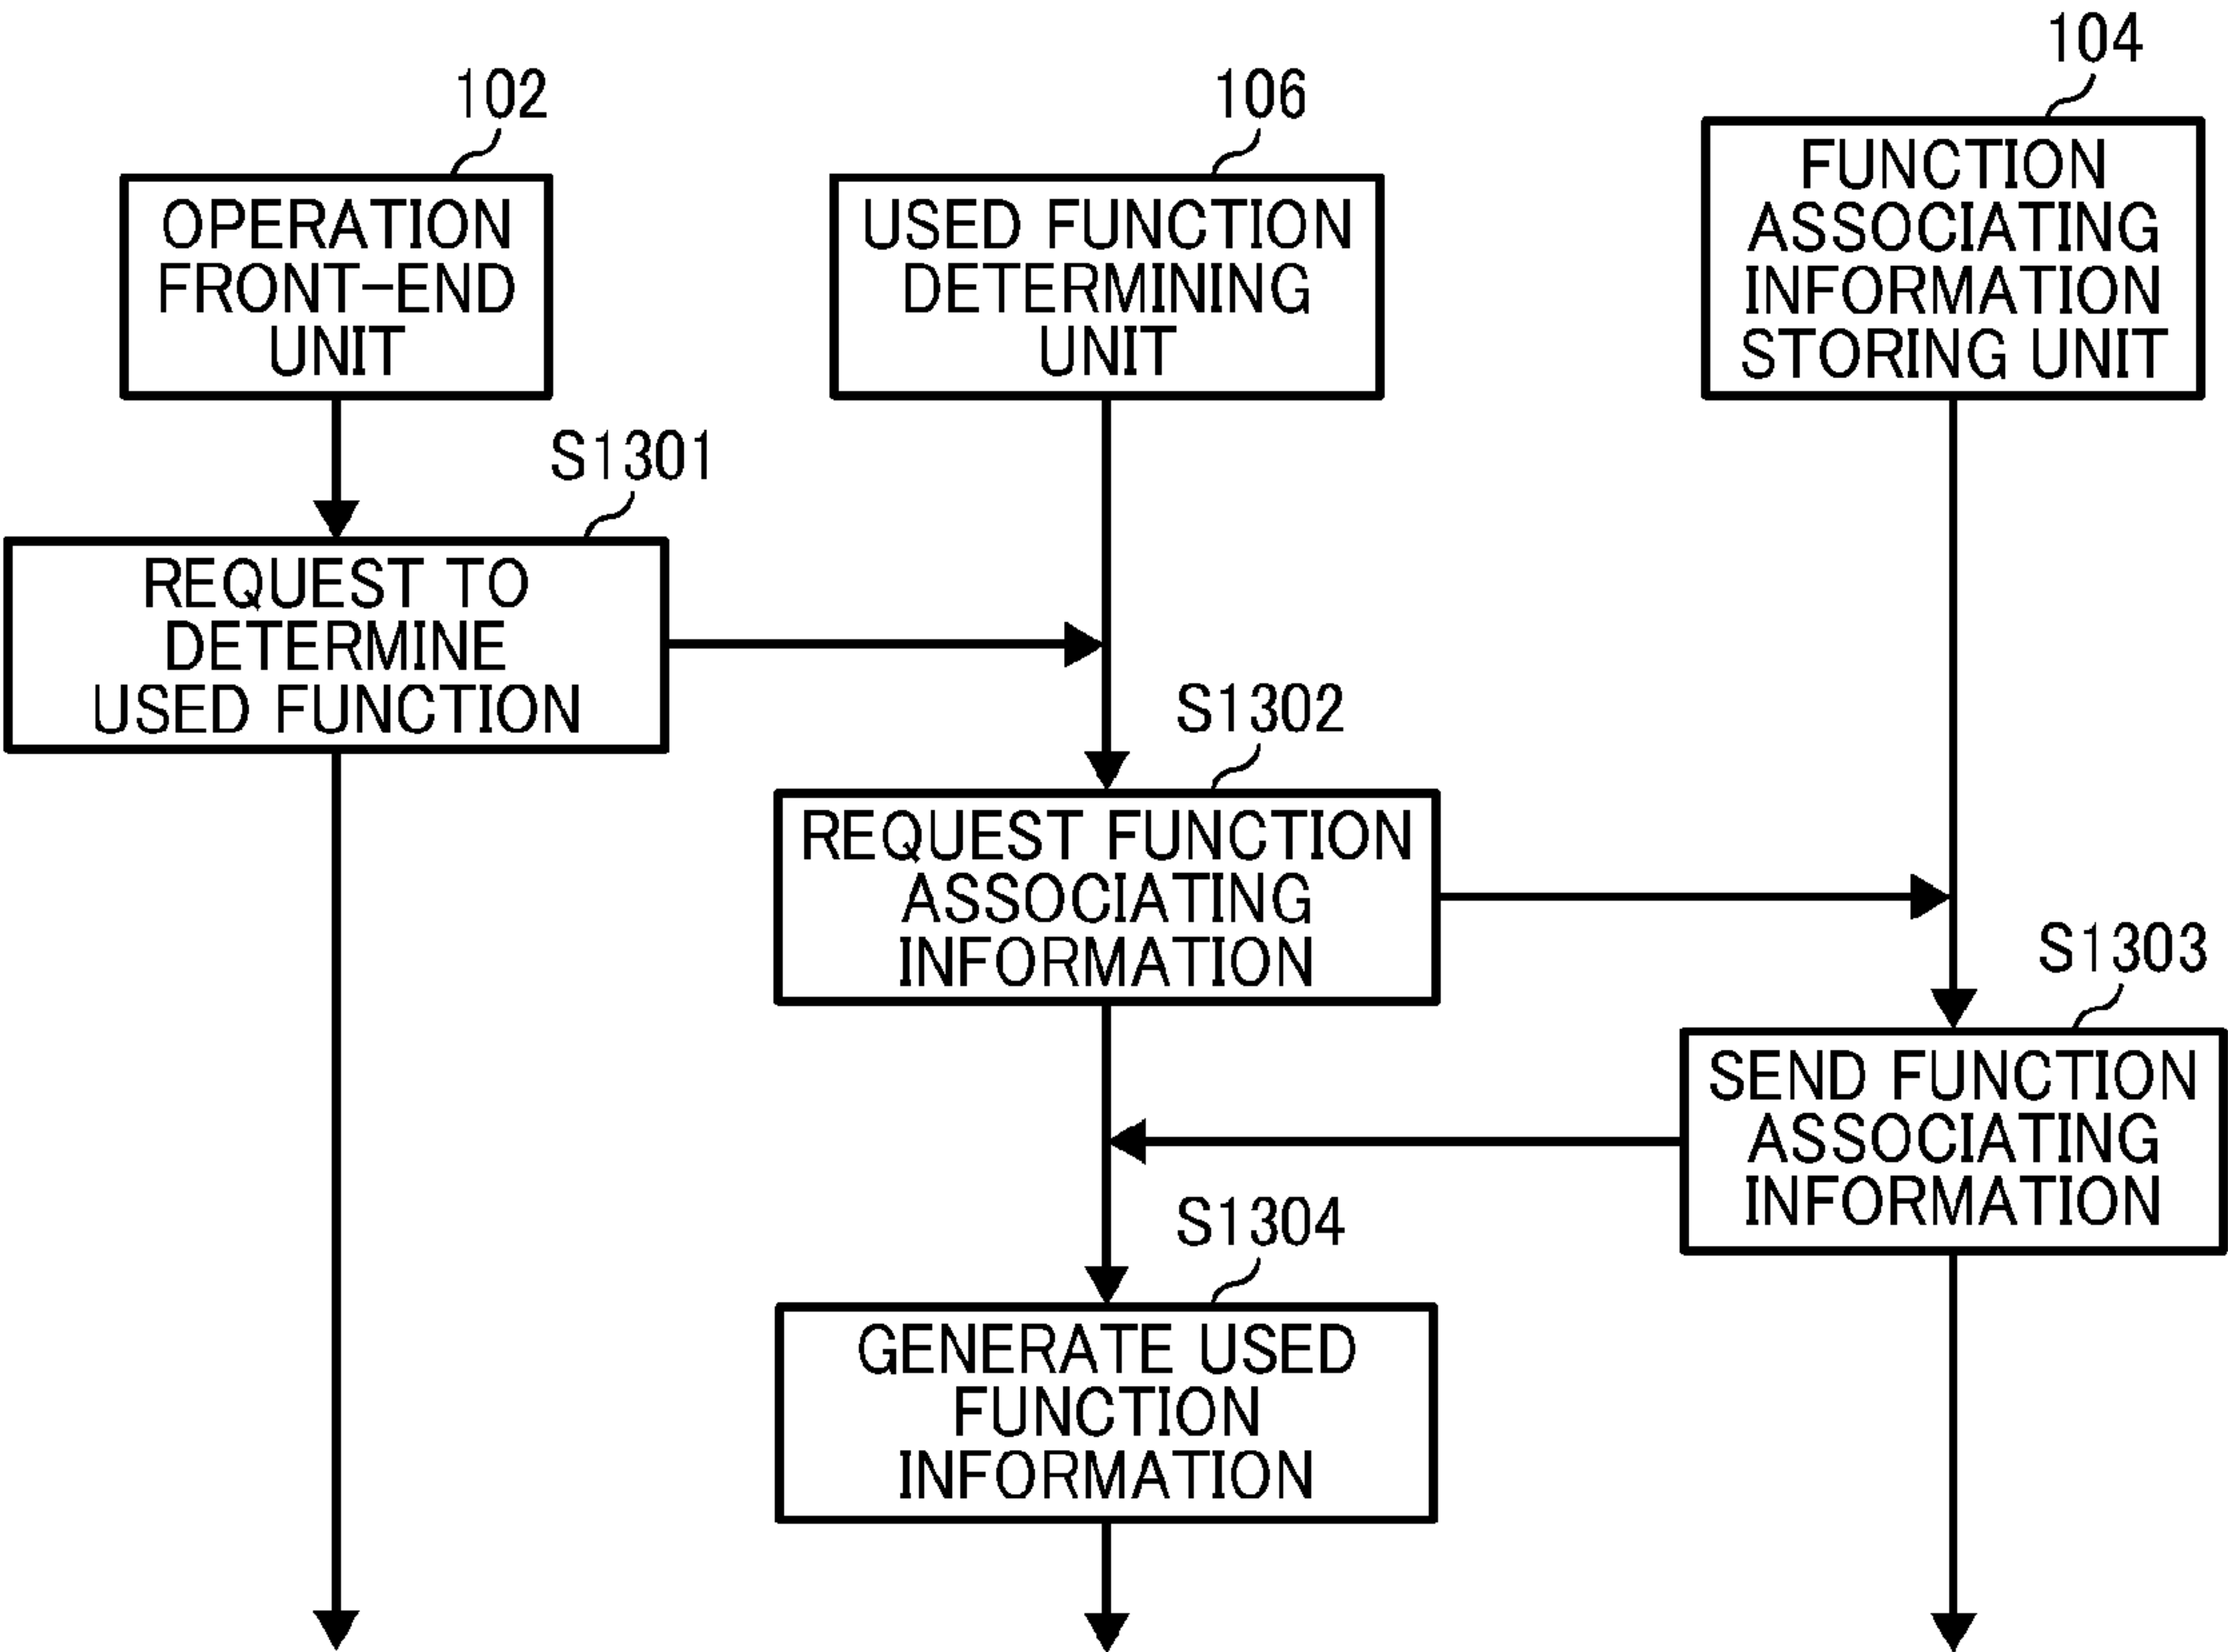 102
OPERATION
FRONT-END
UNIT
106
USED FUNCTION
DETERMINING
UNIT
104
FUNCTION
ASSOCIATING
INFORMATION
STORING UNIT
S1301
REQUEST TO
DETERMINE
USED FUNCTION
S1302
REQUEST FUNCTION
ASSOCIATING
INFORMATION
S1303
SEND FUNCTION
ASSOCIATING
INFORMATION
S1304
GENERATE USED
FUNCTION
INFORMATION